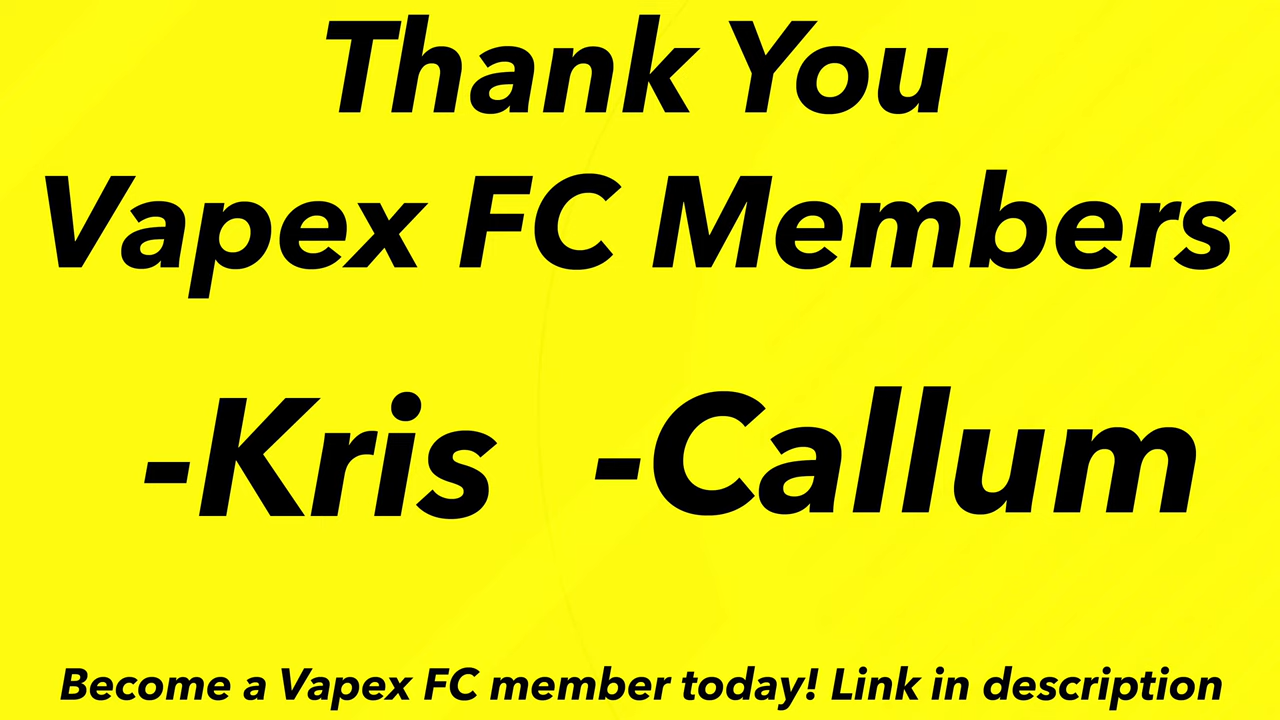 Thank You
Vapex FC Members
-Kris -Callum
Become a Vapex FC member today! Link in description